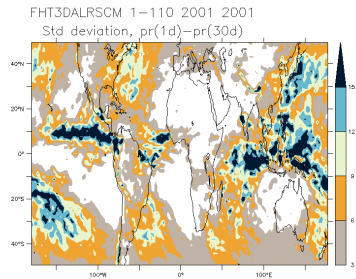 FHT3DALRSCM 1-110 2001 2001
Std deviation, pr(1d)-pr(30d)
40°N
20°N
0°
20°S
40°S
100°W
0°
100°E
15
12
9
6
3